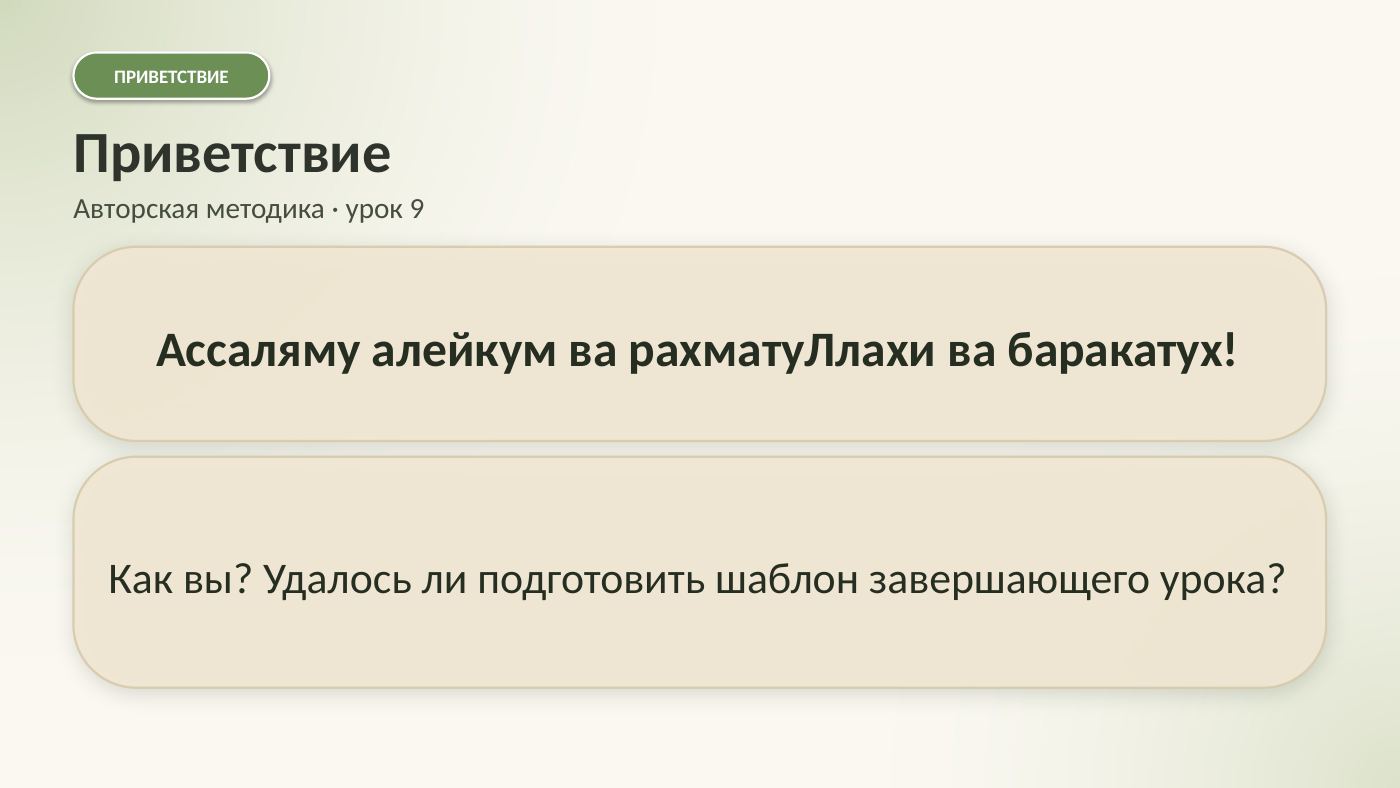 ПРИВЕТСТВИЕ
Приветствие
Авторская методика · урок 9
Ассаляму алейкум ва рахматуЛлахи ва баракатух!
Как вы? Удалось ли подготовить шаблон завершающего урока?